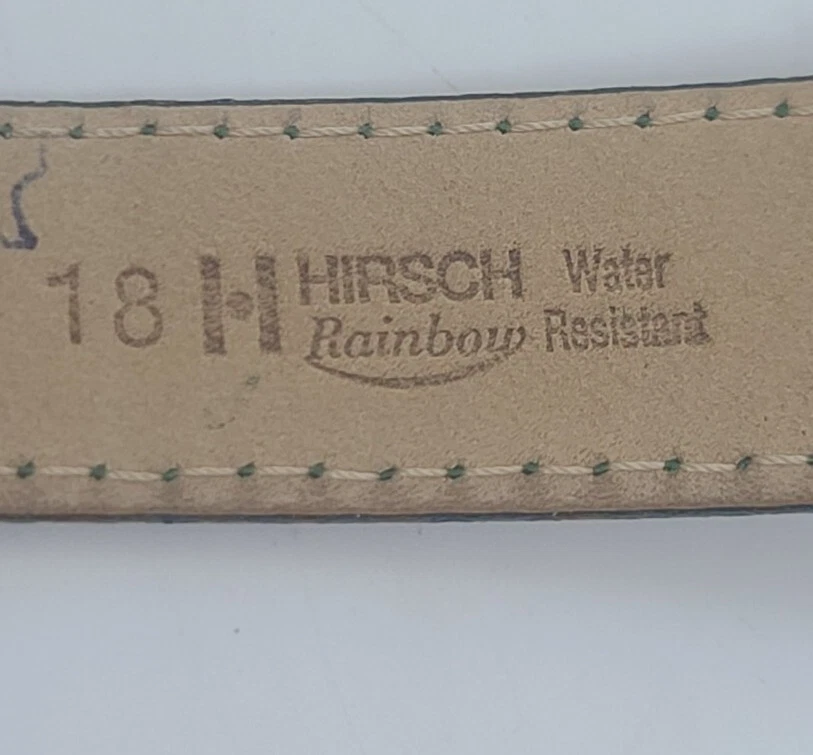 18 H HIRSCH Water
Rainbow Resistant